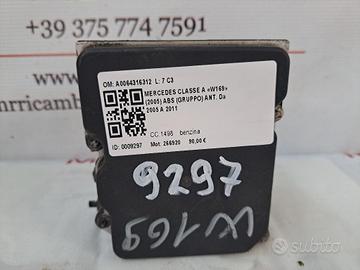 +39 375 774 7591
OM: A0064316312 L: 7 C3
MERCEDES CLASSE A «W169»
(2005) ABS (GRUPPO) ANT. Da
2005 A 2011
CC:1498 benzina
ID: 0009297 Mot: 266920 90,00 €
9297
W169
subito